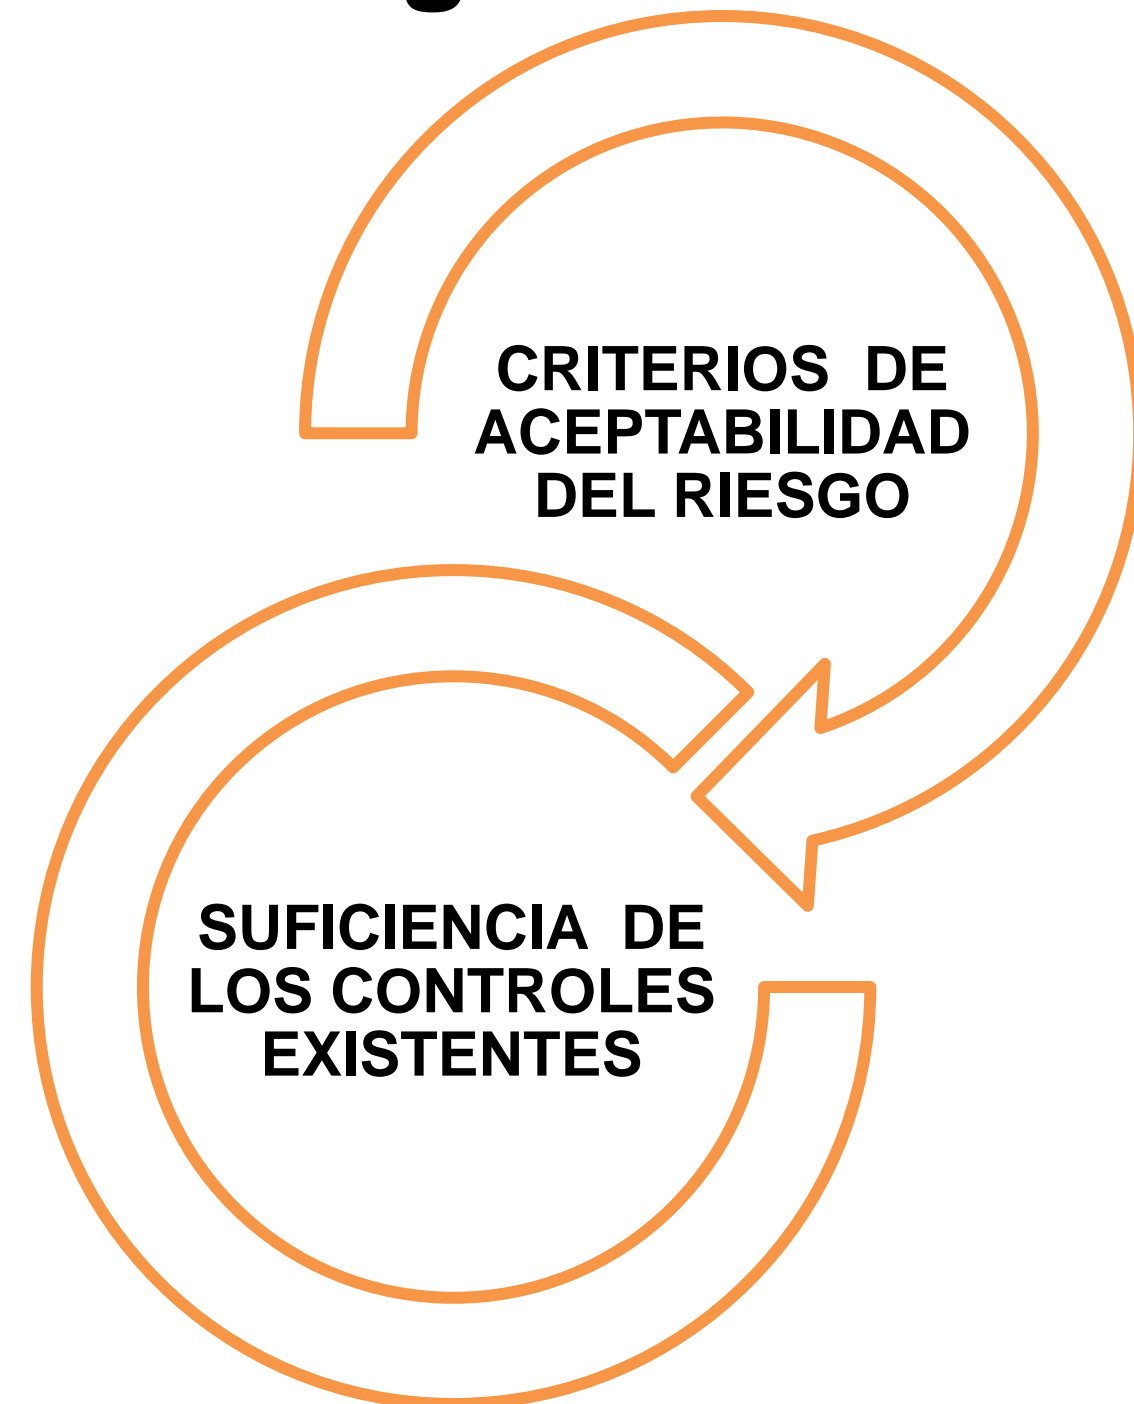 CRITERIOS DE
ACEPTABILIDAD
DEL RIESGO
SUFICIENCIA DE
LOS CONTROLES
EXISTENTES